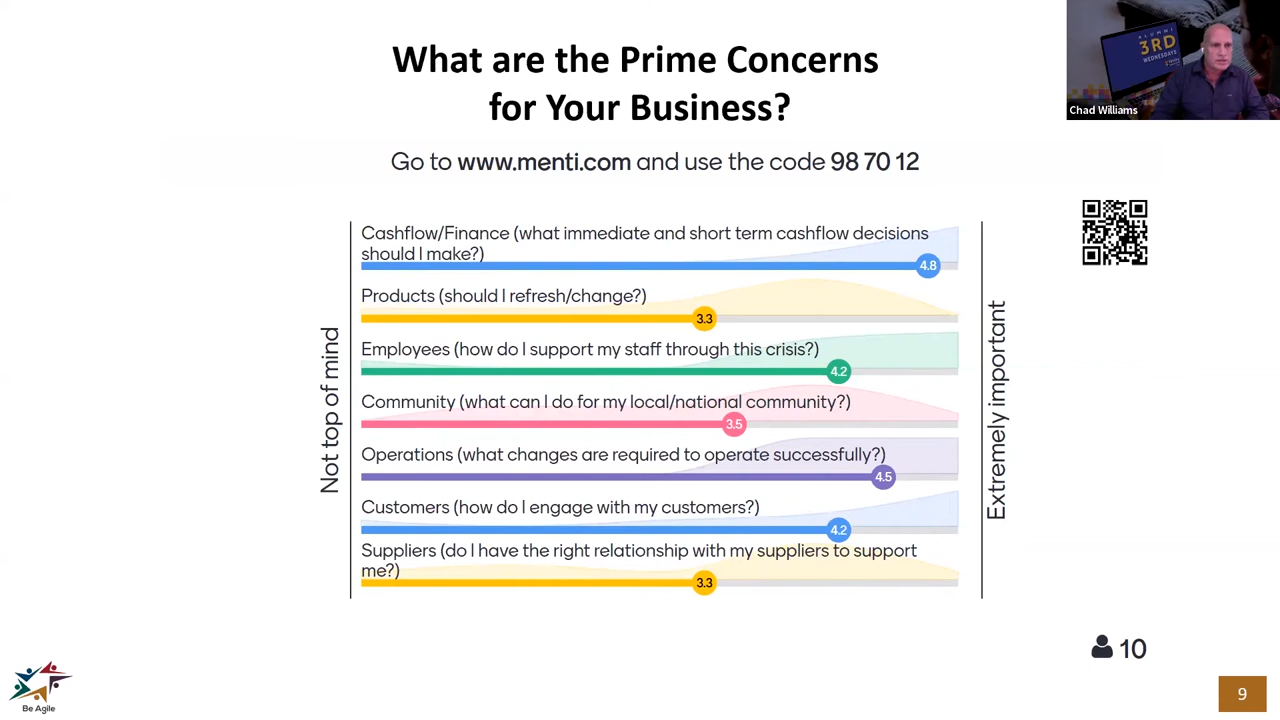 What are the Prime Concerns
for Your Business?
Go to www.menti.com and use the code 98 70 12
ALUMNI
3RD
WEDNESDAYS
Chad Williams
Not top of mind
Cashflow/Finance (what immediate and short term cashflow decisions
should I make?)
4.8
Products (should I refresh/change?)
3.3
Employees (how do I support my staff through this crisis?)
4.2
Community (what can I do for my local/national community?)
3.5
Operations (what changes are required to operate successfully?)
4.5
Customers (how do I engage with my customers?)
4.2
Suppliers (do I have the right relationship with my suppliers to support
me?)
3.3
Extremely important
10
Be Agile
9